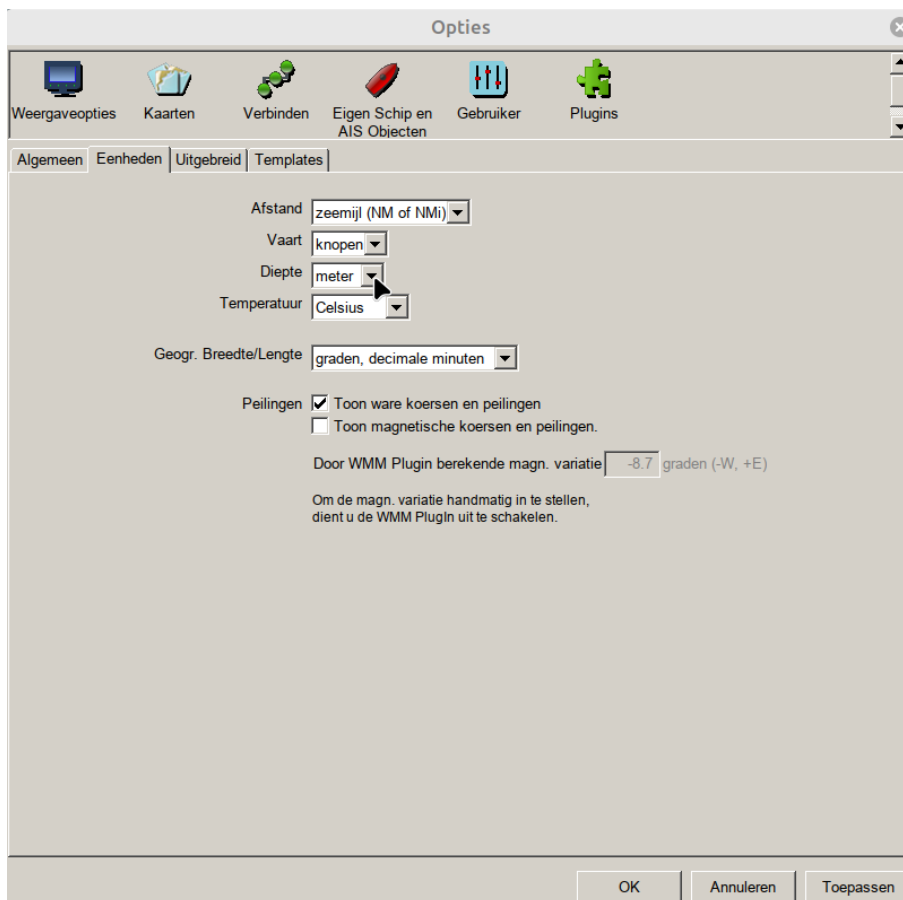 Opties
Weergaveopties
Kaarten
Verbinden
Eigen Schip en
AIS Objecten
Gebruiker
Plugins
Algemeen
Eenheden
Uitgebreid
Templates
Afstand zeemijl (NM of NMi)
Vaart knopen
Diepte meter
Temperatuur Celsius
Geogr. Breedte/Lengte graden, decimale minuten
Peilingen Toon ware koersen en peilingen
Toon magnetische koersen en peilingen.
Door WMM Plugin berekende magn. variatie -8.7 graden (-W, +E)
Om de magn. variatie handmatig in te stellen,
dient u de WMM PlugIn uit te schakelen.
OK
Annuleren
Toepassen